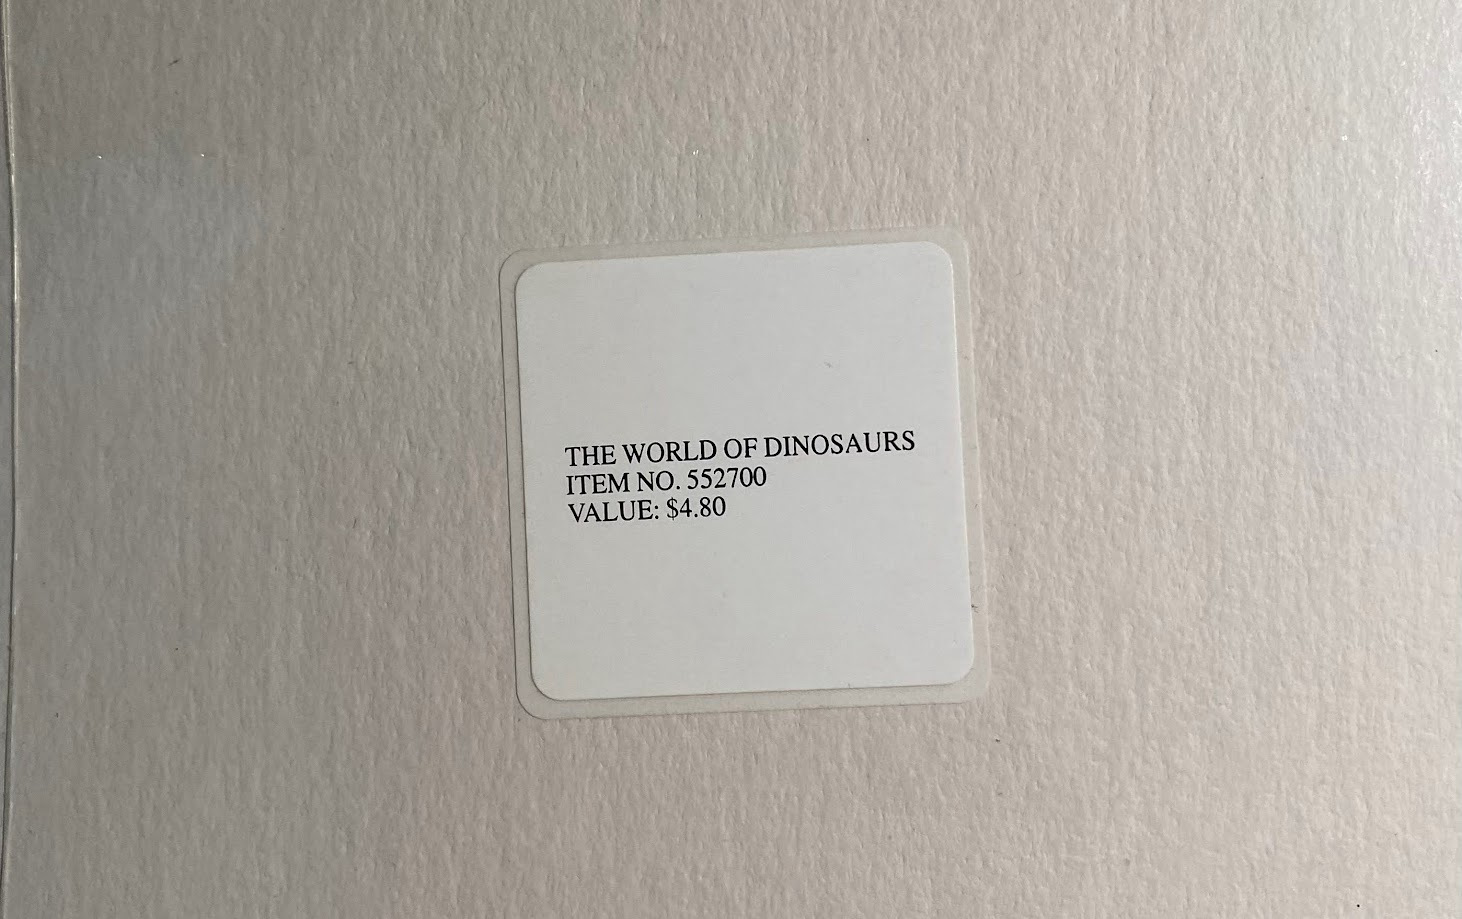 THE WORLD OF DINOSAURS
ITEM NO. 552700
VALUE: $4.80